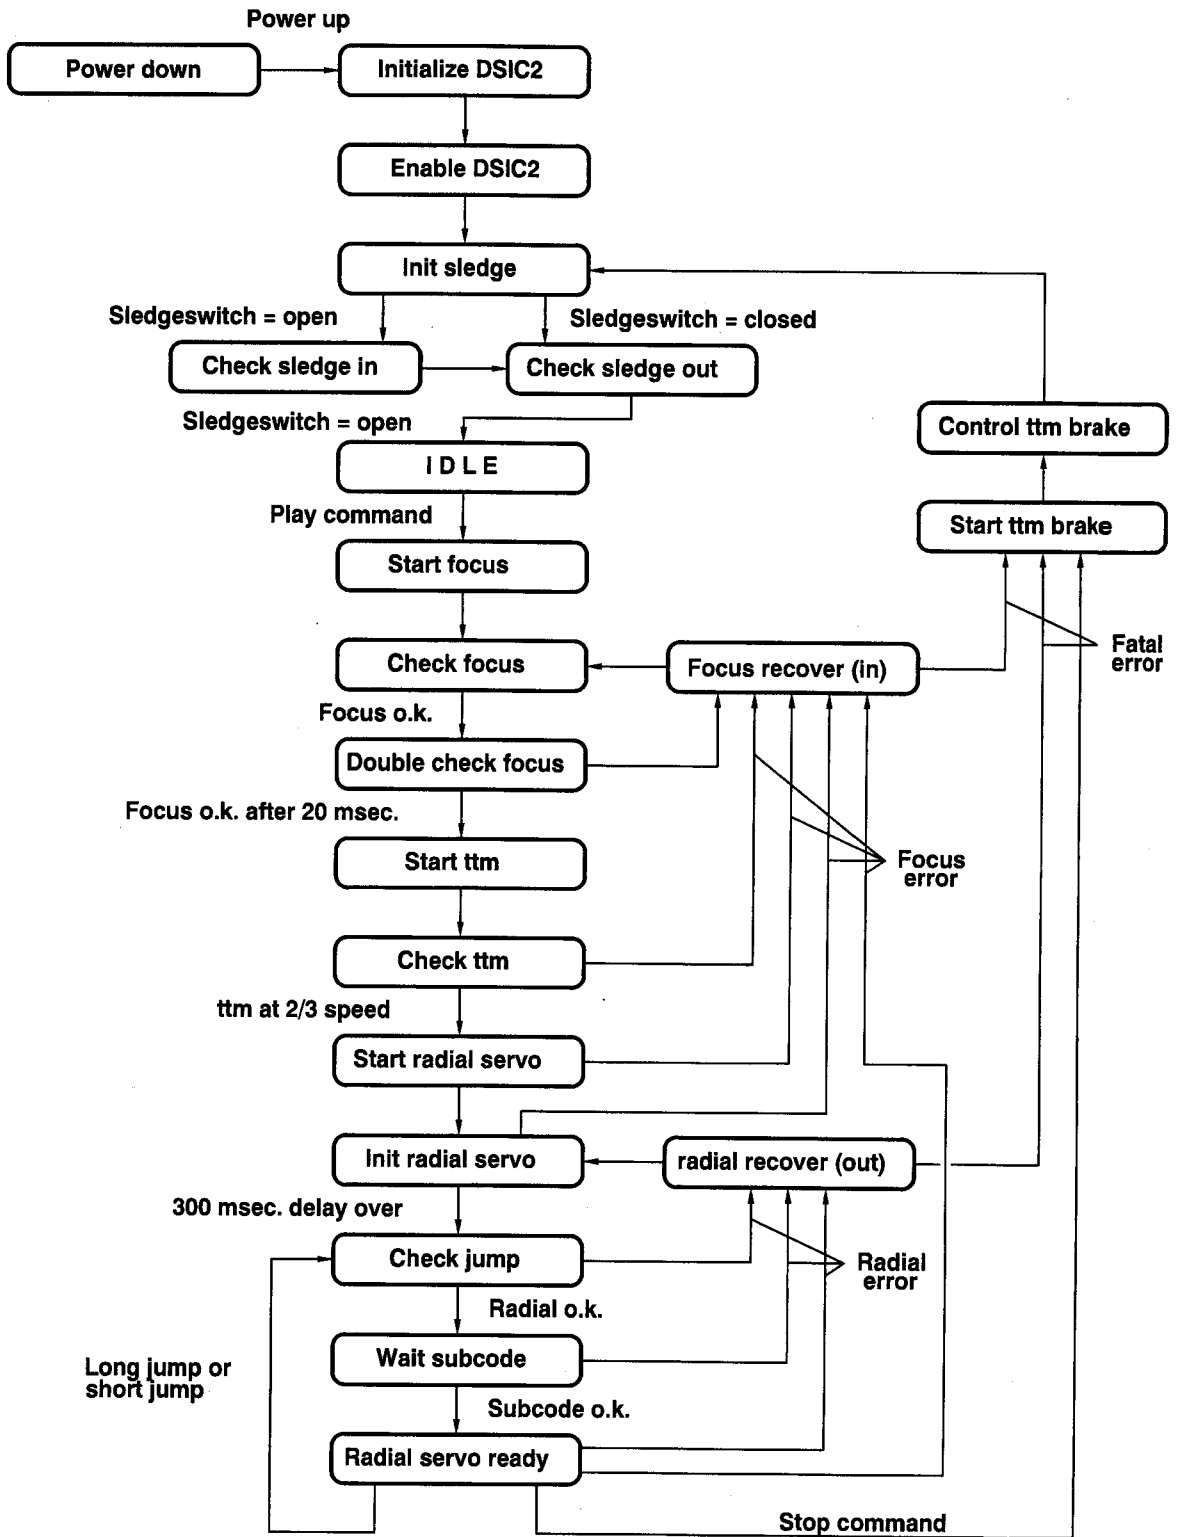 Power up
Power down
Initialize DSIC2
Enable DSIC2
Init sledge
Sledgeswitch = open
Sledgeswitch = closed
Check sledge in
Check sledge out
Sledgeswitch = open
Control ttm brake
I D L E
Play command
Start ttm brake
Start focus
Check focus
Focus recover (in)
Fatal
error
Focus o.k.
Double check focus
Focus o.k. after 20 msec.
Start ttm
Focus
error
Check ttm
ttm at 2/3 speed
Start radial servo
Init radial servo
radial recover (out)
300 msec. delay over
Check jump
Radial
error
Radial o.k.
Wait subcode
Long jump or
short jump
Subcode o.k.
Radial servo ready
Stop command